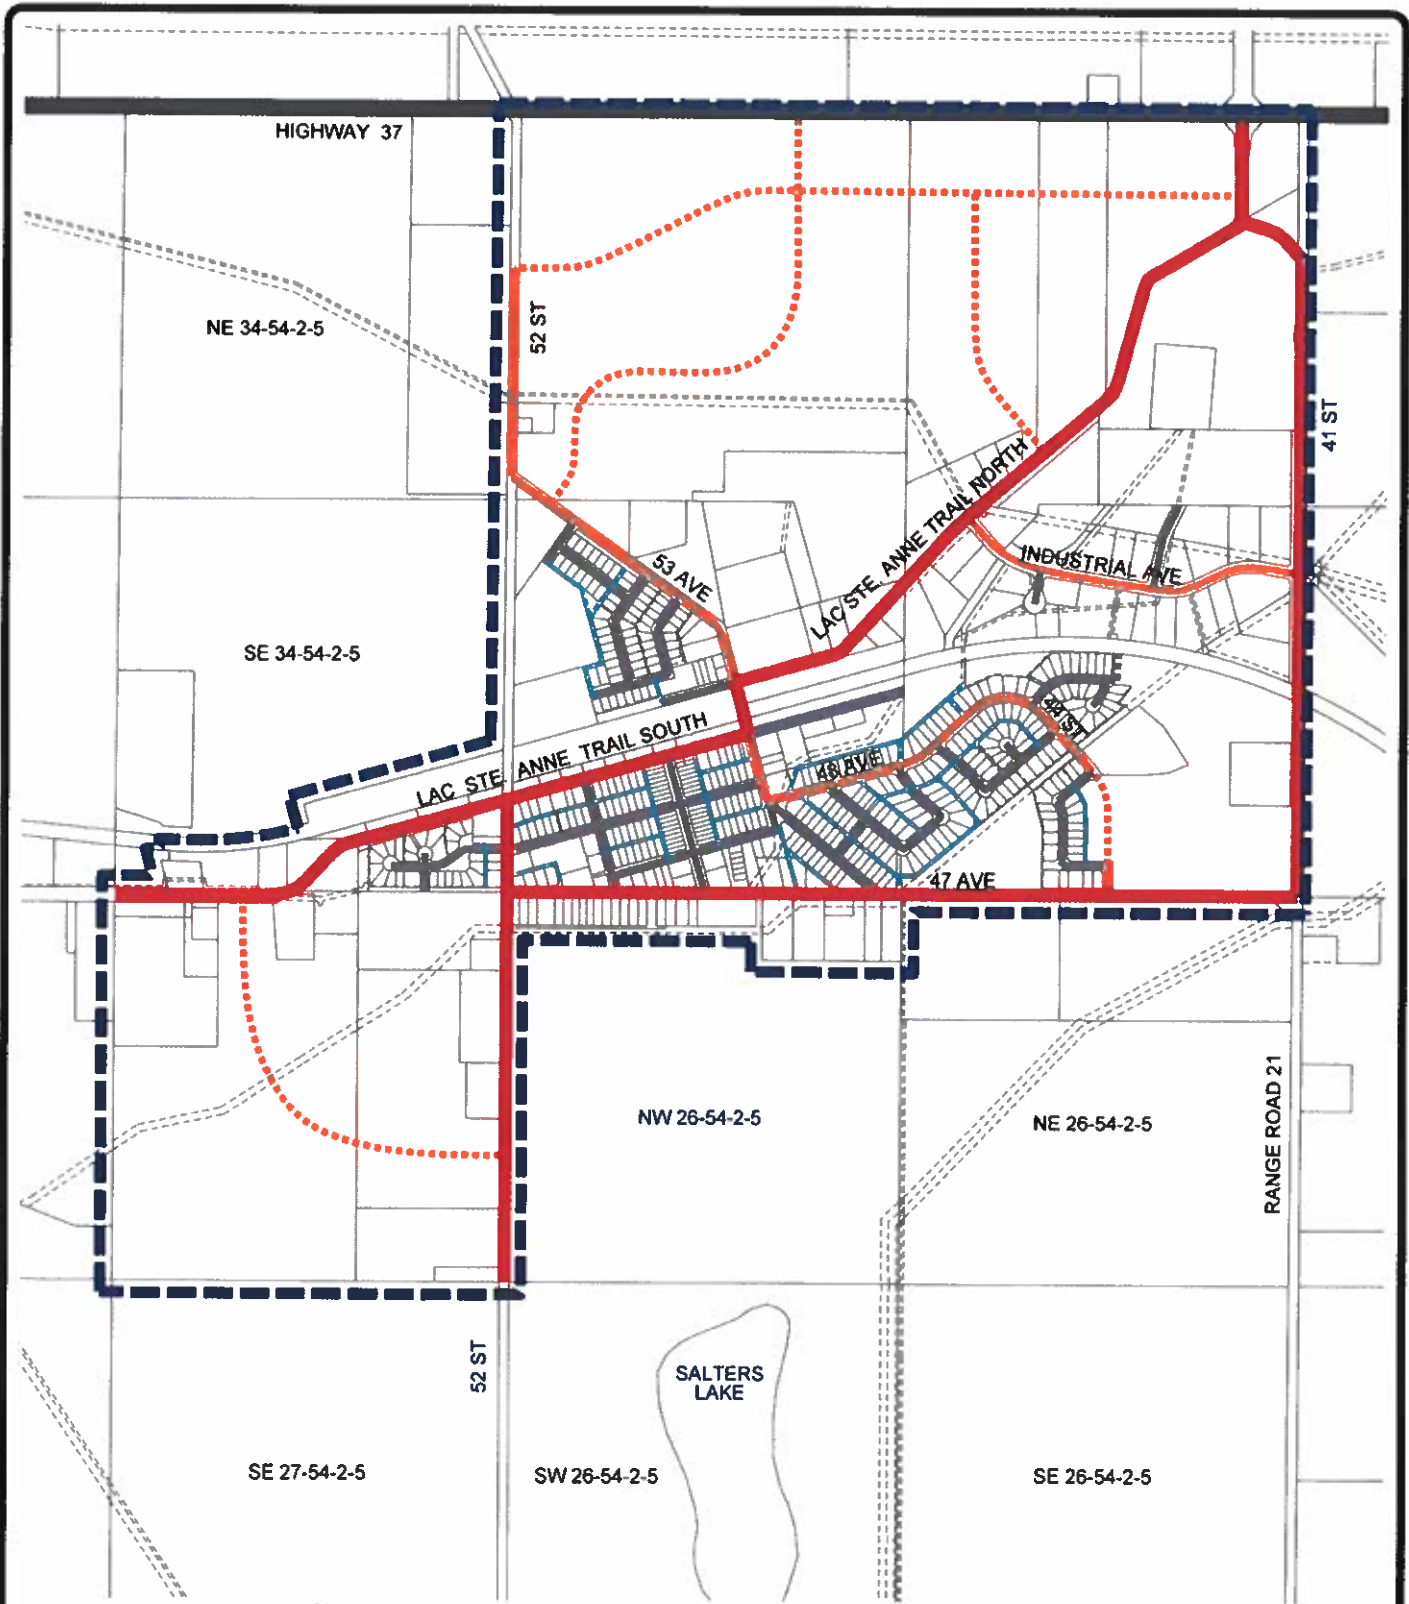 HIGHWAY 37
NE 34-54-2-5
52 ST
41 ST
LAC STE. ANNE TRAIL NORTH
INDUSTRIAL AVE
53 AVE
SE 34-54-2-5
44 ST
LAC STE. ANNE TRAIL SOUTH
48 AVE
47 AVE
NW 26-54-2-5
NE 26-54-2-5
RANGE ROAD 21
52 ST
SALTERS
LAKE
SE 27-54-2-5
SW 26-54-2-5
SE 26-54-2-5